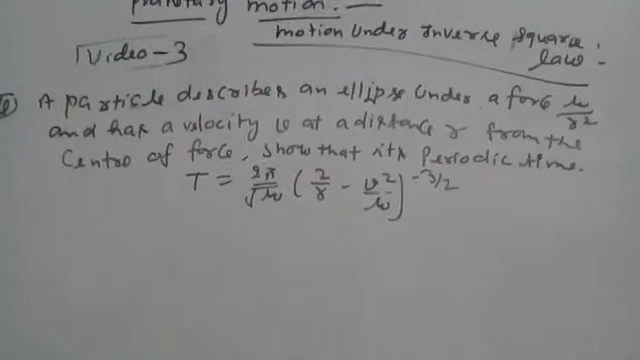 Planetary motion. —
motion under inverse square law :-
Video-3
A particle describes an ellipse under a force μ/r²
and has a velocity v at a distance r from the
Centre of force, show that its Periodic time.
T = 2π/√μ (2/r - v²/μ)^-3/2